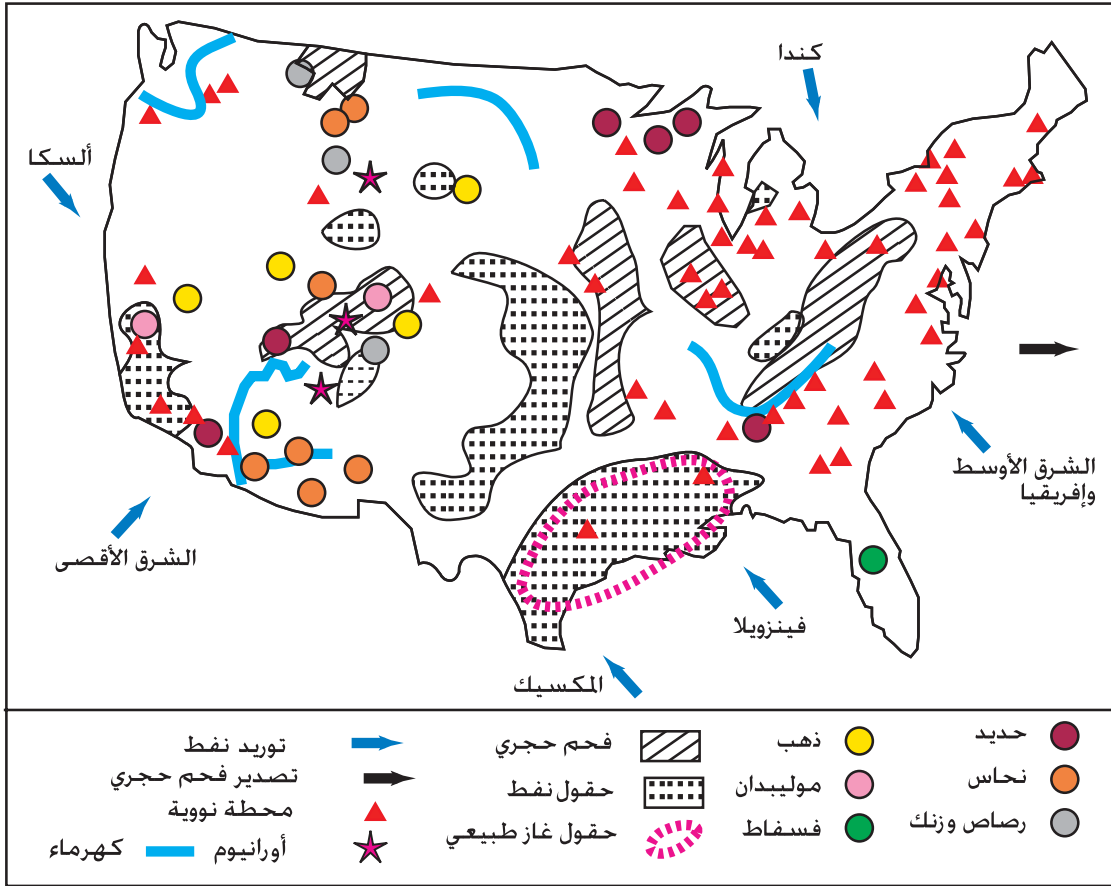 كندا
ألسكا
الشرق الأوسط
وإفريقيا
الشرق الأقصى
فينزويلا
المكسيك
حديد
نحاس
رصاص وزنك
ذهب
موليبدان
فسفاط
فحم حجري
حقول نفط
حقول غاز طبيعي
توريد نفط
تصدير فحم حجري
محطة نووية
أورانيوم
كهرماء